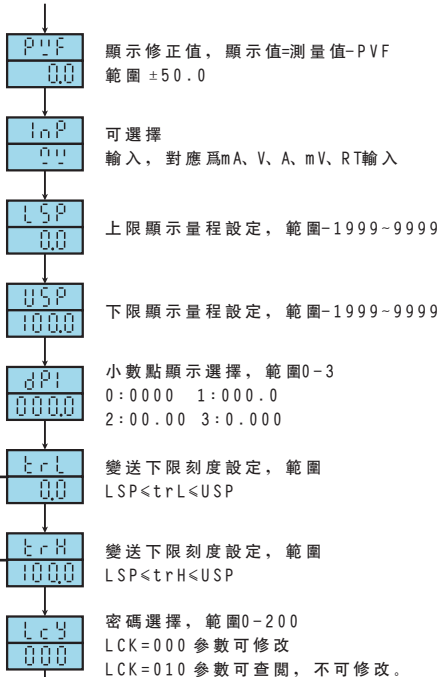 PVF
0.0
顯示修正值，顯示值=測量值-PVF
範圍±50.0
InP
可選擇
輸入，對應爲mA、V、A、mV、RT輸入
LSP
0.0
上限顯示量程設定，範圍-1999~9999
USP
100.0
下限顯示量程設定，範圍-1999~9999
dPI
000.0
小數點顯示選擇，範圍0-3
0:0000 1:000.0
2:00.00 3:0.000
trL
0.0
變送下限刻度設定，範圍
LSP≤trL≤USP
trH
100.0
變送下限刻度設定，範圍
LSP≤trH≤USP
LcY
000
密碼選擇，範圍0-200
LCK=000 參數可修改
LCK=010 參數可查閱，不可修改。